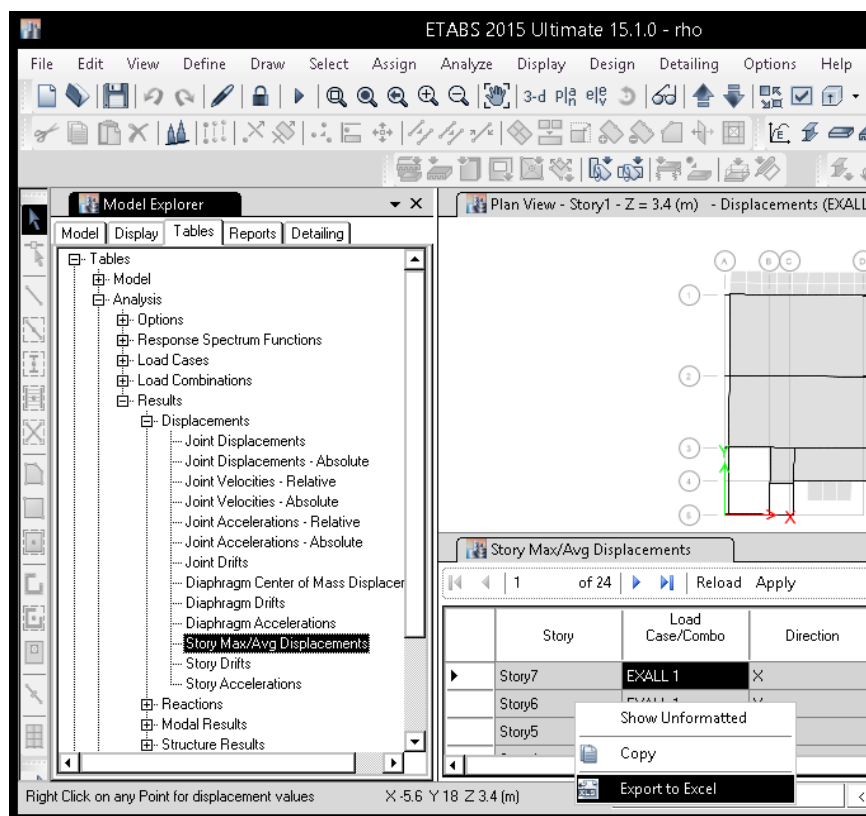 ETABS 2015 Ultimate 15.1.0 - rho
File Edit View Define Draw Select Assign Analyze Display Design Detailing Options Help
3-d
Model Explorer
Model Display Tables Reports Detailing
Tables
Model
Analysis
Options
Response Spectrum Functions
Load Cases
Load Combinations
Results
Displacements
Joint Displacements
Joint Displacements - Absolute
Joint Velocities - Relative
Joint Velocities - Absolute
Joint Accelerations - Relative
Joint Accelerations - Absolute
Joint Drifts
Diaphragm Center of Mass Displacer
Diaphragm Drifts
Diaphragm Accelerations
Story Max/Avg Displacements
Story Drifts
Story Accelerations
Reactions
Modal Results
Structure Results
Plan View - Story1 - Z = 3.4 (m) - Displacements (EXALL
A B C D
1
2
3
4
5
Y
X
Story Max/Avg Displacements
1 of 24 Reload Apply
Story Load Case/Combo Direction
Story7 EXALL 1 X
Story6
Story5
Show Unformatted
Copy
Export to Excel
Right Click on any Point for displacement values X -5.6 Y 18 Z 3.4 (m)